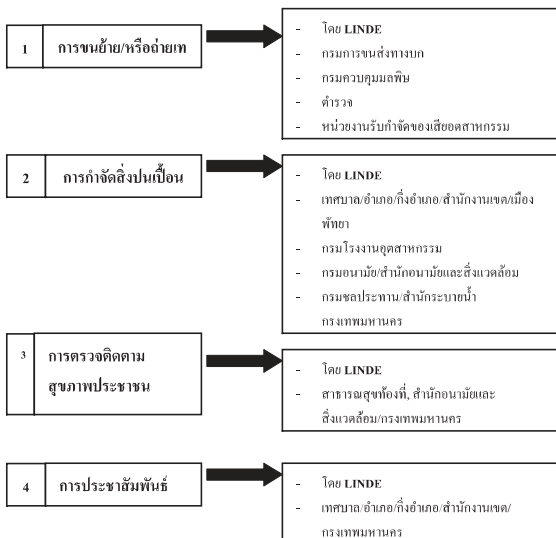 1 การขนย้าย/หรือถ่ายเท
- โดย LINDE
- กรมการขนส่งทางบก
- กรมควบคุมมลพิษ
- ตำรวจ
- หน่วยงานรับกำจัดของเสียอุตสาหกรรม
2 การกำจัดสิ่งปนเปื้อน
- โดย LINDE
- เทศบาล/อำเภอ/กิ่งอำเภอ/สำนักงานเขต/เมือง
พัทยา
- กรมโรงงานอุตสาหกรรม
- กรมอนามัย/สำนักอนามัยและสิ่งแวดล้อม
- กรมชลประทาน/สำนักระบายน้ำ
กรุงเทพมหานคร
3 การตรวจติดตาม
สุขภาพประชาชน
- โดย LINDE
- สาธารณสุขท้องที่, สำนักอนามัยและ
สิ่งแวดล้อม/กรุงเทพมหานคร
4 การประชาสัมพันธ์
- โดย LINDE
- เทศบาล/อำเภอ/กิ่งอำเภอ/สำนักงานเขต/
กรุงเทพมหานคร